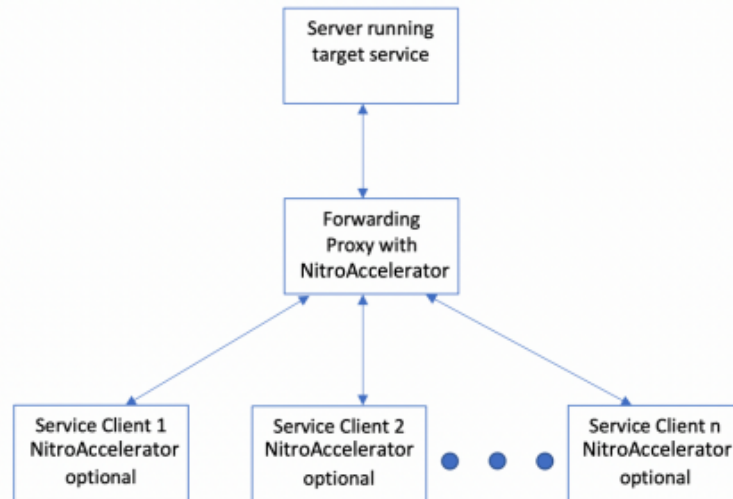 Server running
target service
Forwarding
Proxy with
NitroAccelerator
Service Client 1
NitroAccelerator
optional
Service Client 2
NitroAccelerator
optional
Service Client n
NitroAccelerator
optional